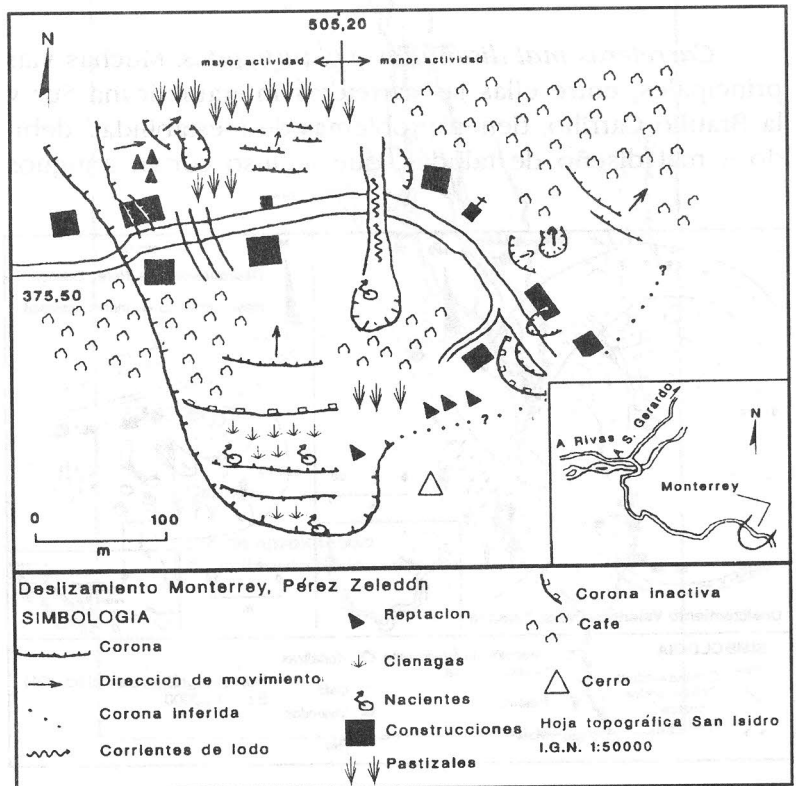 505,20
N
mayor actividad
menor actividad
?
375,50
?
0 100
m
N
A Rivas
A S. Gerardo
Monterrey
Deslizamiento Monterrey, Pérez Zeledón
SIMBOLOGIA
Corona
Direccion de movimiento
Corona inferida
Corrientes de lodo
Reptacion
Cienagas
Nacientes
Construcciones
Pastizales
Corona inactiva
Cafe
Cerro
Hoja topográfica San Isidro
I.G.N. 1:50000